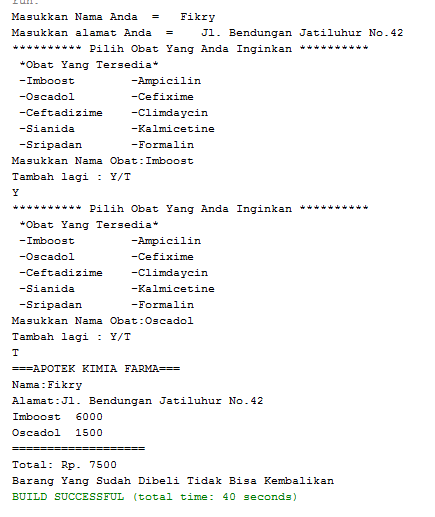 run:
Masukkan Nama Anda  =   Fikry
Masukkan alamat Anda  =    Jl. Bendungan Jatiluhur No.42
********** Pilih Obat Yang Anda Inginkan **********
 *Obat Yang Tersedia*
 -Imboost        -Ampicilin
 -Oscadol        -Cefixime
 -Ceftadizime    -Climdaycin
 -Sianida        -Kalmicetine
 -Sripadan       -Formalin
Masukkan Nama Obat:Imboost
Tambah lagi : Y/T
Y
********** Pilih Obat Yang Anda Inginkan **********
 *Obat Yang Tersedia*
 -Imboost        -Ampicilin
 -Oscadol        -Cefixime
 -Ceftadizime    -Climdaycin
 -Sianida        -Kalmicetine
 -Sripadan       -Formalin
Masukkan Nama Obat:Oscadol
Tambah lagi : Y/T
T
===APOTEK KIMIA FARMA===
Nama:Fikry
Alamat:Jl. Bendungan Jatiluhur No.42
Imboost  6000
Oscadol  1500
===================
Total: Rp. 7500
Barang Yang Sudah Dibeli Tidak Bisa Kembalikan
BUILD SUCCESSFUL (total time: 40 seconds)